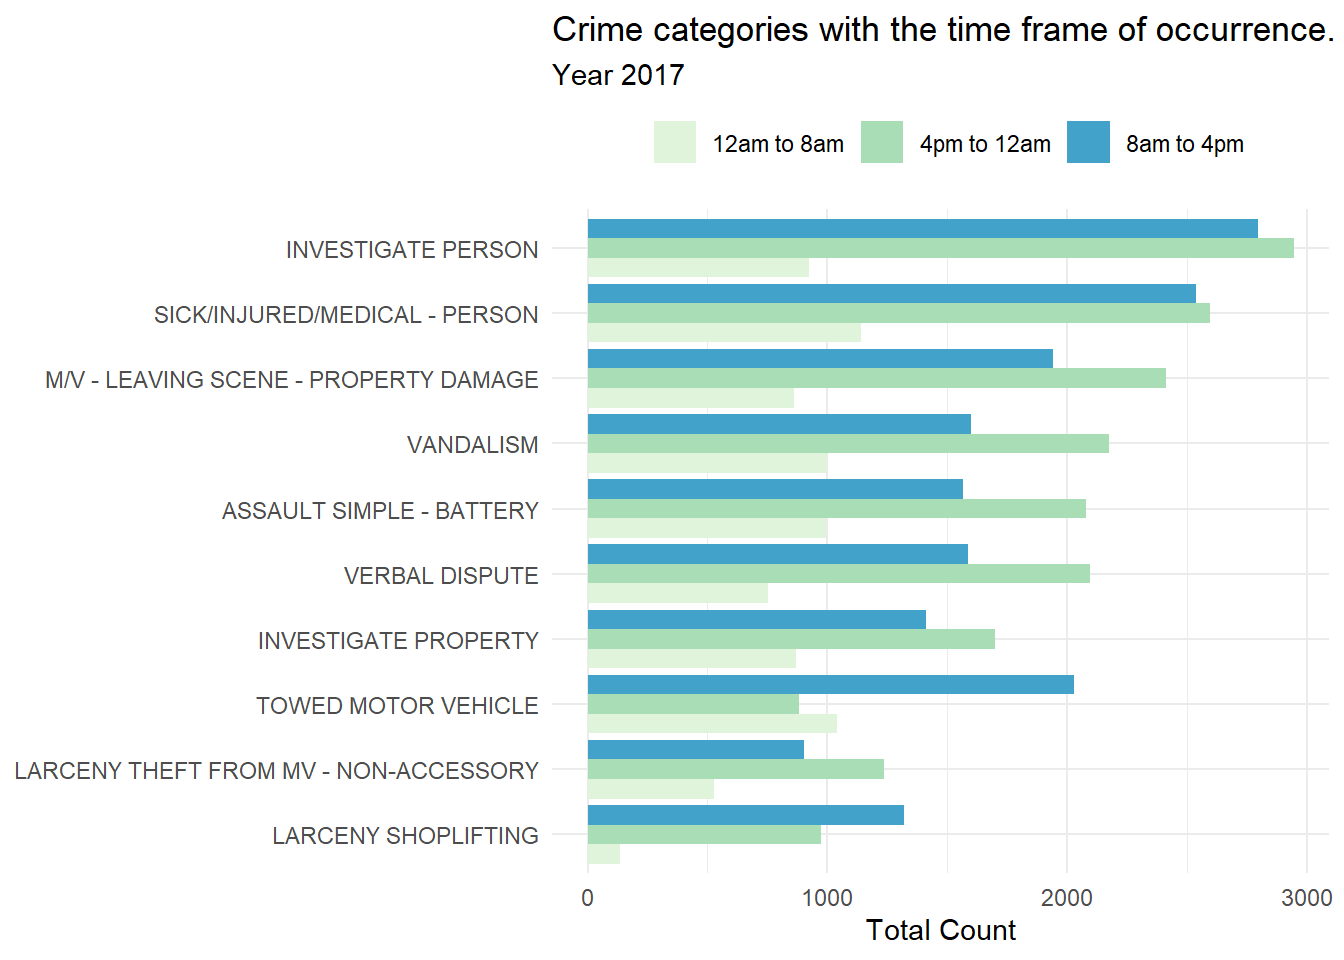 Crime categories with the time frame of occurrence.
Year 2017
12am to 8am 4pm to 12am 8am to 4pm
INVESTIGATE PERSON
SICK/INJURED/MEDICAL - PERSON
M/V - LEAVING SCENE - PROPERTY DAMAGE
VANDALISM
ASSAULT SIMPLE - BATTERY
VERBAL DISPUTE
INVESTIGATE PROPERTY
TOWED MOTOR VEHICLE
LARCENY THEFT FROM MV - NON-ACCESSORY
LARCENY SHOPLIFTING
0 1000 2000 3000
Total Count